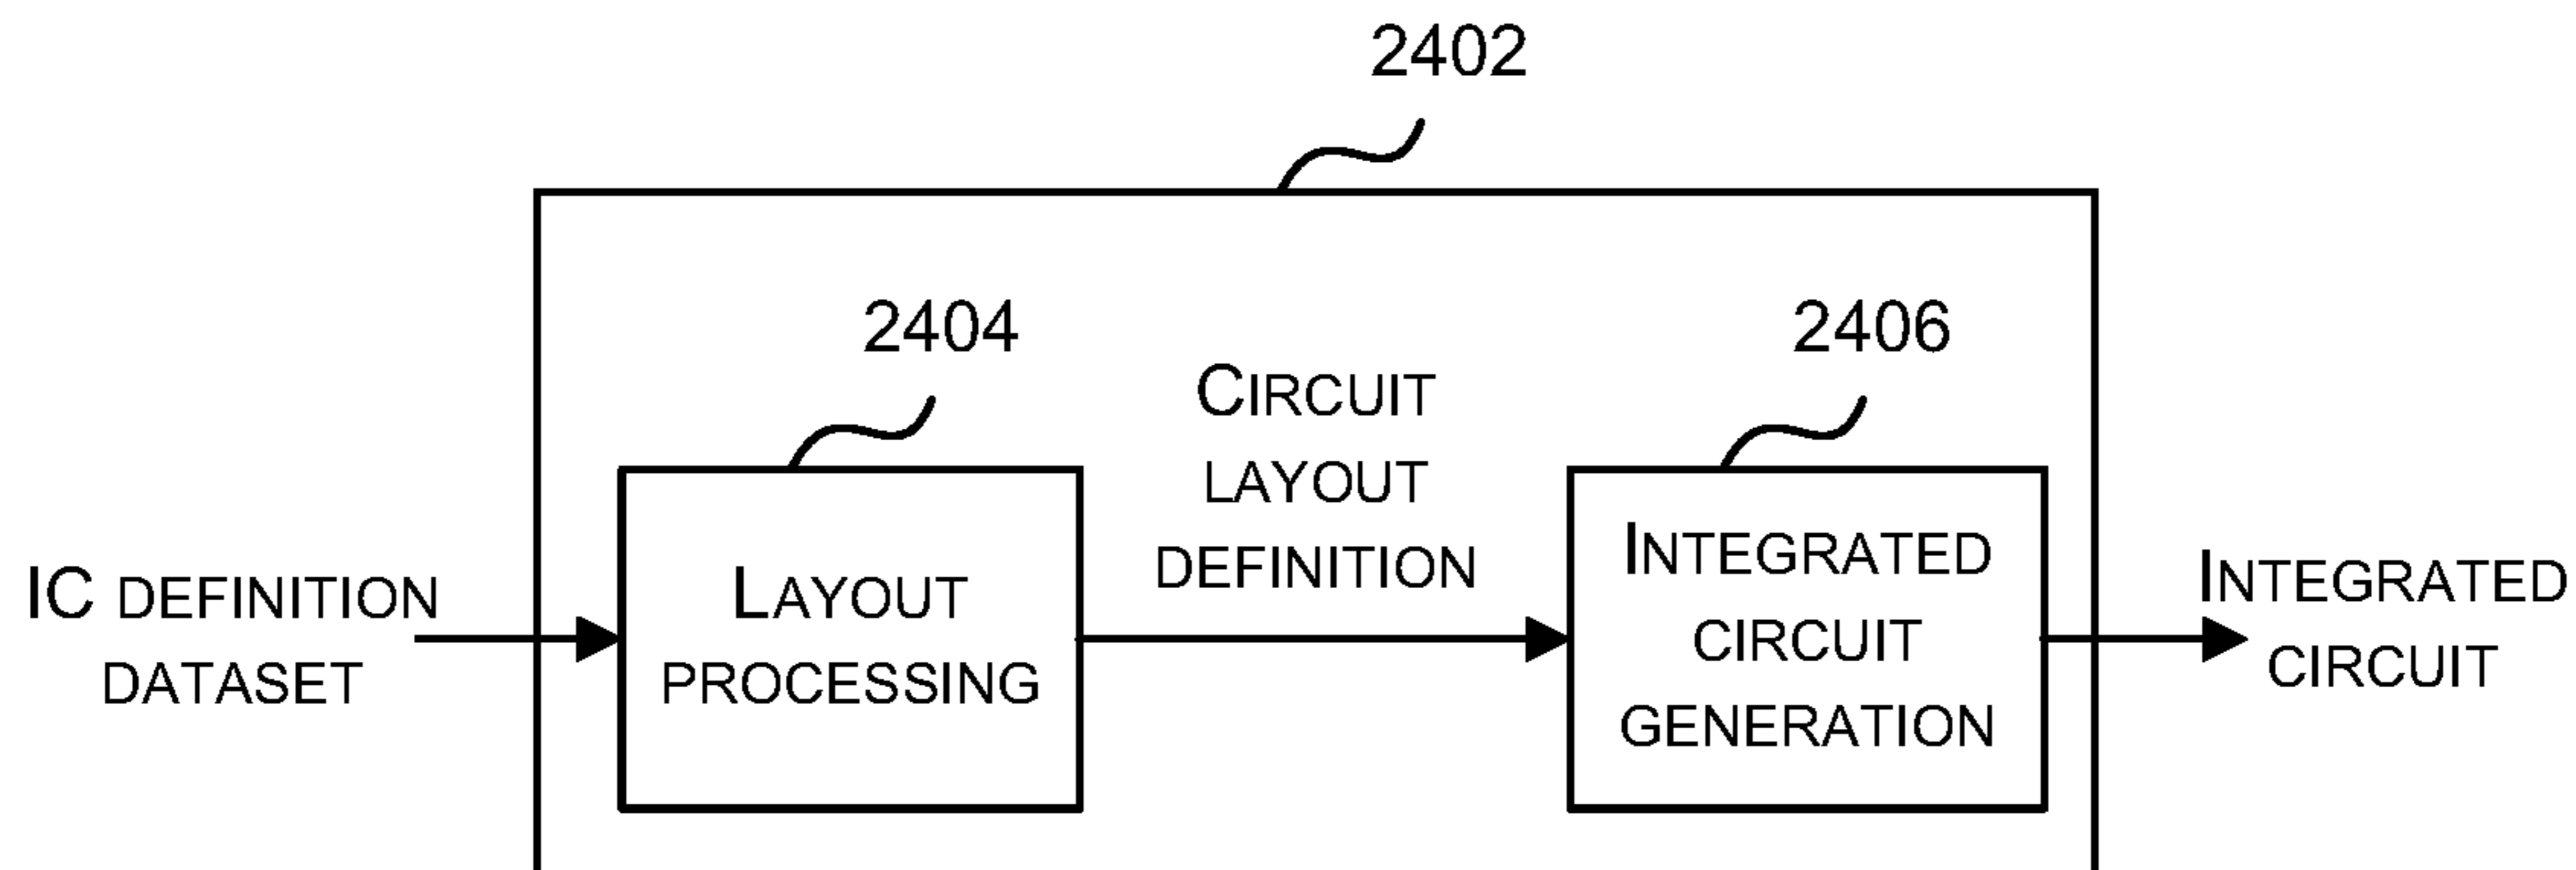 2402
2404
2406
CIRCUIT
LAYOUT
DEFINITION
IC DEFINITION
DATASET
LAYOUT
PROCESSING
INTEGRATED
CIRCUIT
GENERATION
INTEGRATED
CIRCUIT